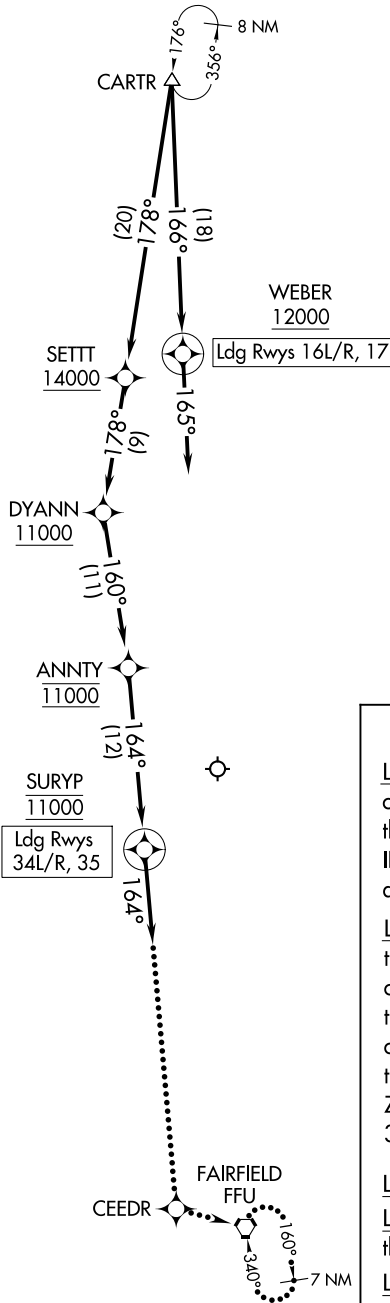 8 NM
176°
356°
CARTR
178°
(20)
166°
(18)
WEBER
12000
Ldg Rwys 16L/R, 17
165°
SETTT
14000
178°
(6)
DYANN
11000
160°
(11)
ANNTY
11000
164°
(12)
SURYP
11000
Ldg Rwys
34L/R, 35
164°
CEEDR
FAIRFIELD
FFU
160°
340°
7 NM